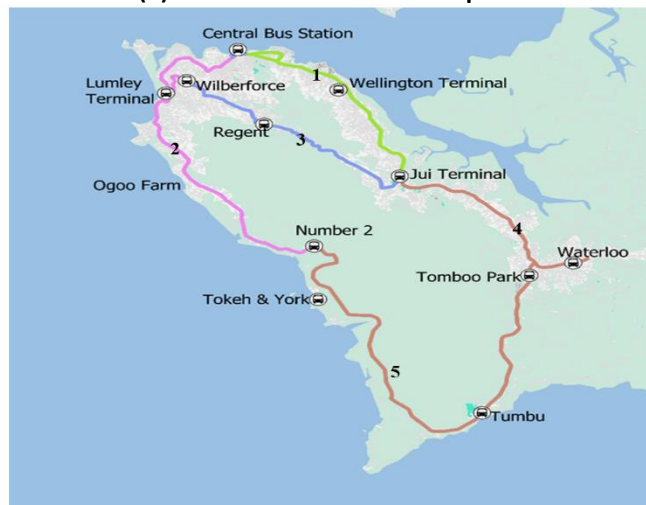 Central Bus Station
1
Wilberforce
Wellington Terminal
Lumley
Terminal
Regent
3
2
Jui Terminal
Ogoo Farm
4
Number 2
Waterloo
Tomboo Park
Tokeh & York
5
Tumbu